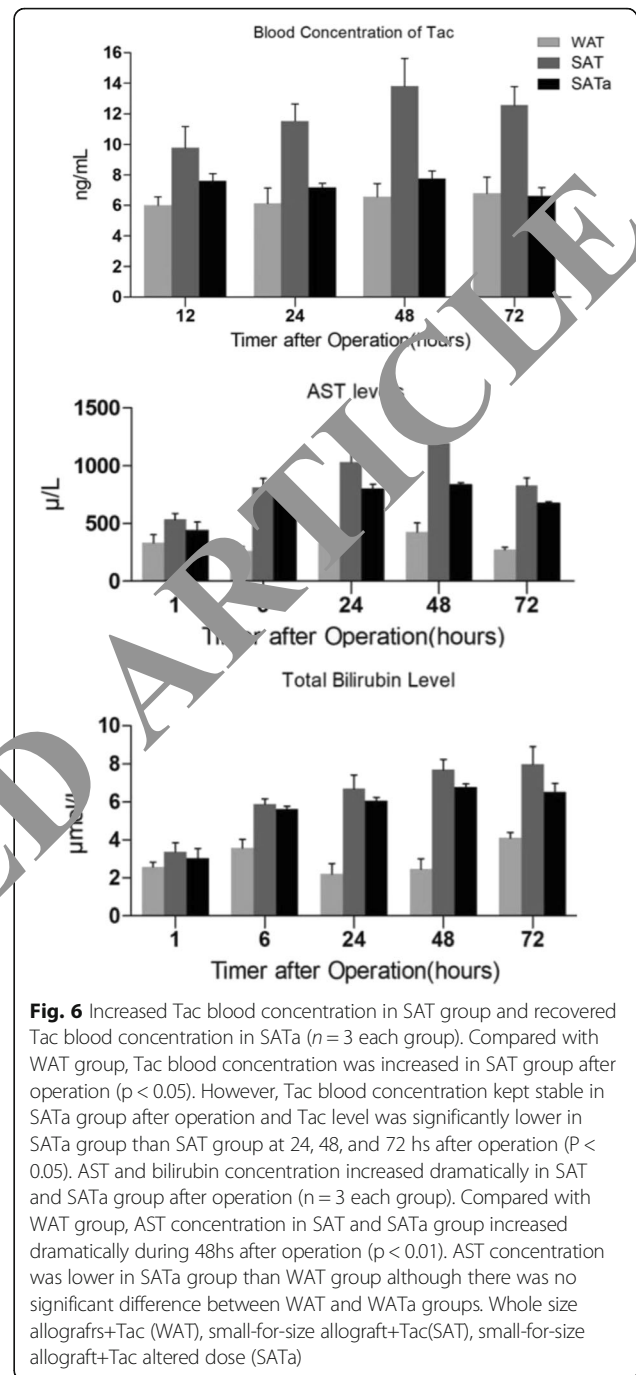 Blood Concentration of Tac
WAT
SAT
SATa
16
14
12
10
8
6
4
2
0
ng/mL
12 24 48 72
Timer after Operation(hours)
AST levels
1500
1000
500
0
µ/L
1 24 48 72
Timer after Operation(hours)
Total Bilirubin Level
10
8
6
4
2
0
µmol/L
1 6 24 48 72
Timer after Operation(hours)
Fig. 6 Increased Tac blood concentration in SAT group and recovered
Tac blood concentration in SATa (n = 3 each group). Compared with
WAT group, Tac blood concentration was increased in SAT group after
operation (p < 0.05). However, Tac blood concentration kept stable in
SATa group after operation and Tac level was significantly lower in
SATa group than SAT group at 24, 48, and 72 hs after operation (P <
0.05). AST and bilirubin concentration increased dramatically in SAT
and SATa group after operation (n = 3 each group). Compared with
WAT group, AST concentration in SAT and SATa group increased
dramatically during 48hs after operation (p < 0.01). AST concentration
was lower in SATa group than WAT group although there was no
significant difference between WAT and WATa groups. Whole size
allografrs+Tac (WAT), small-for-size allograft+Tac(SAT), small-for-size
allograft+Tac altered dose (SATa)
ARTICLE